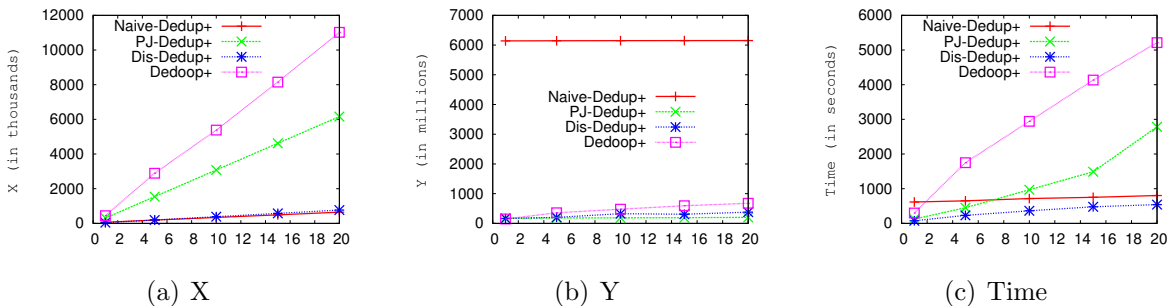 X (in thousands)
12000
10000
8000
6000
4000
2000
0
Naive-Dedup+
PJ-Dedup+
Dis-Dedup+
Dedoop+
0 2 4 6 8 10 12 14 16 18 20
(a) X
Y (in millions)
7000
6000
5000
4000
3000
2000
1000
0
Naive-Dedup+
PJ-Dedup+
Dis-Dedup+
Dedoop+
0 2 4 6 8 10 12 14 16 18 20
(b) Y
Time (in seconds)
6000
5000
4000
3000
2000
1000
0
Naive-Dedup+
PJ-Dedup+
Dis-Dedup+
Dedoop+
0 2 4 6 8 10 12 14 16 18 20
(c) Time